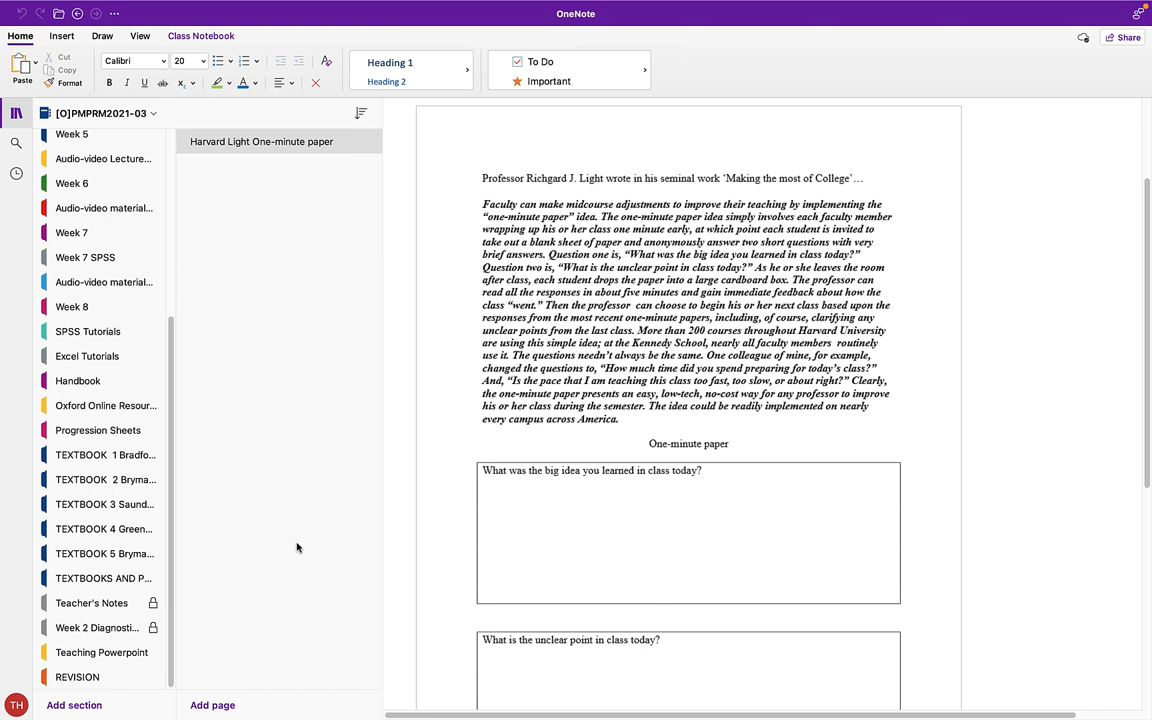 OneNote
Home
Insert
Draw
View
Class Notebook
Share
Paste
Cut
Copy
Format
Calibri
20
B
I
U
ab
Heading 1
Heading 2
To Do
Important
[O]PMPRM2021-03
Week 5
Audio-video Lecture...
Week 6
Audio-video material...
Week 7
Week 7 SPSS
Audio-video material...
Week 8
SPSS Tutorials
Excel Tutorials
Handbook
Oxford Online Resour...
Progression Sheets
TEXTBOOK 1 Bradfo...
TEXTBOOK 2 Bryma...
TEXTBOOK 3 Saund...
TEXTBOOK 4 Green...
TEXTBOOK 5 Bryma...
TEXTBOOKS AND P...
Teacher's Notes
Week 2 Diagnosti...
Teaching Powerpoint
REVISION
TH
Add section
Harvard Light One-minute paper
Add page
Professor Richgard J. Light wrote in his seminal work ‘Making the most of College’…
Faculty can make midcourse adjustments to improve their teaching by implementing the
“one-minute paper” idea. The one-minute paper idea simply involves each faculty member
wrapping up his or her class one minute early, at which point each student is invited to
take out a blank sheet of paper and anonymously answer two short questions with very
brief answers. Question one is, “What was the big idea you learned in class today?”
Question two is, “What is the unclear point in class today?” As he or she leaves the room
after class, each student drops the paper into a large cardboard box. The professor can
read all the responses in about five minutes and gain immediate feedback about how the
class “went.” Then the professor can choose to begin his or her next class based upon the
responses from the most recent one-minute papers, including, of course, clarifying any
unclear points from the last class. More than 200 courses throughout Harvard University
are using this simple idea; at the Kennedy School, nearly all faculty members routinely
use it. The questions needn’t always be the same. One colleague of mine, for example,
changed the questions to, “How much time did you spend preparing for today’s class?”
And, “Is the pace that I am teaching this class too fast, too slow, or about right?” Clearly,
the one-minute paper presents an easy, low-tech, no-cost way for any professor to improve
his or her class during the semester. The idea could be readily implemented on nearly
every campus across America.
One-minute paper
What was the big idea you learned in class today?
What is the unclear point in class today?